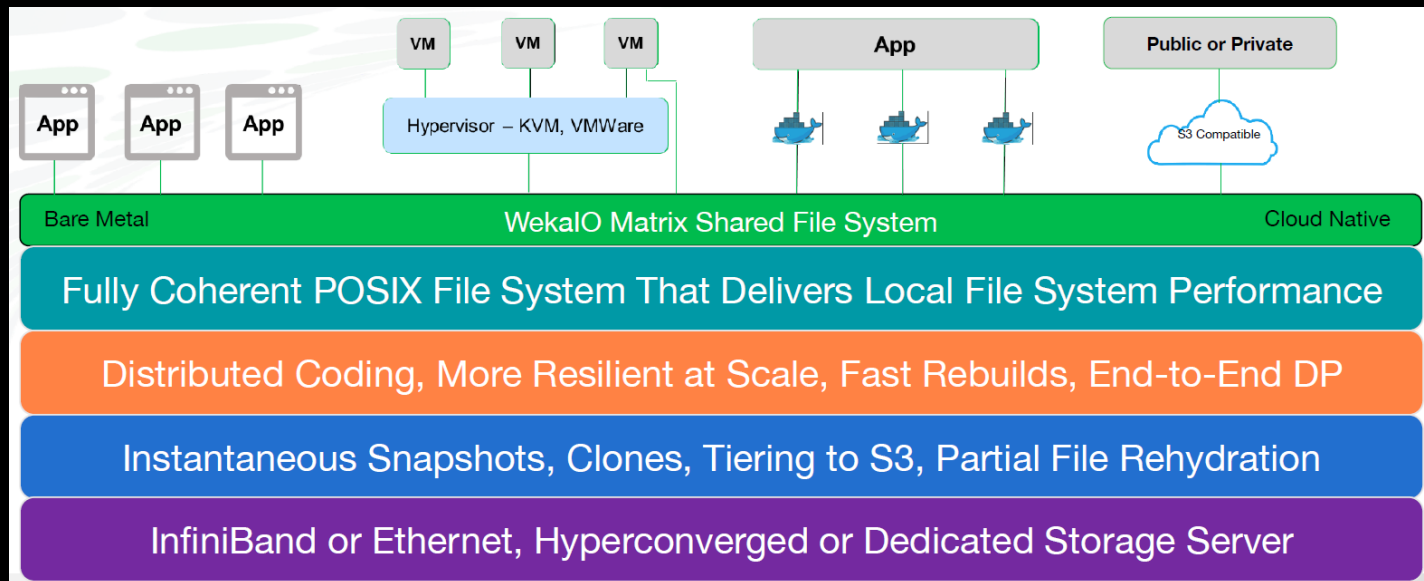 VM
VM
VM
App
Public or Private
App
App
App
Hypervisor – KVM, VMWare
S3 Compatible
Bare Metal
WekaIO Matrix Shared File System
Cloud Native
Fully Coherent POSIX File System That Delivers Local File System Performance
Distributed Coding, More Resilient at Scale, Fast Rebuilds, End-to-End DP
Instantaneous Snapshots, Clones, Tiering to S3, Partial File Rehydration
InfiniBand or Ethernet, Hyperconverged or Dedicated Storage Server